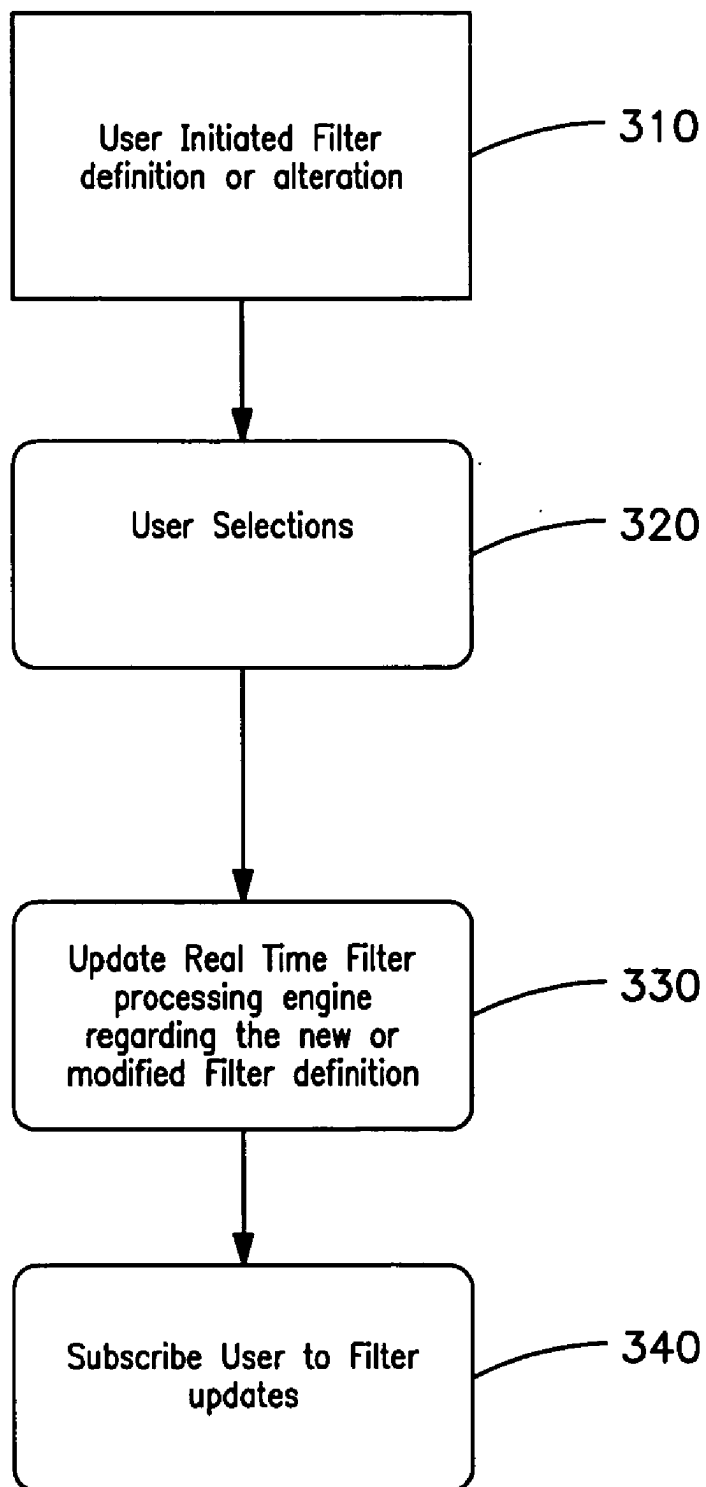 User Initiated Filter
definition or alteration
310
User Selections
320
Update Real Time Filter
processing engine
regarding the new or
modified Filter definition
330
Subscribe User to Filter
updates
340